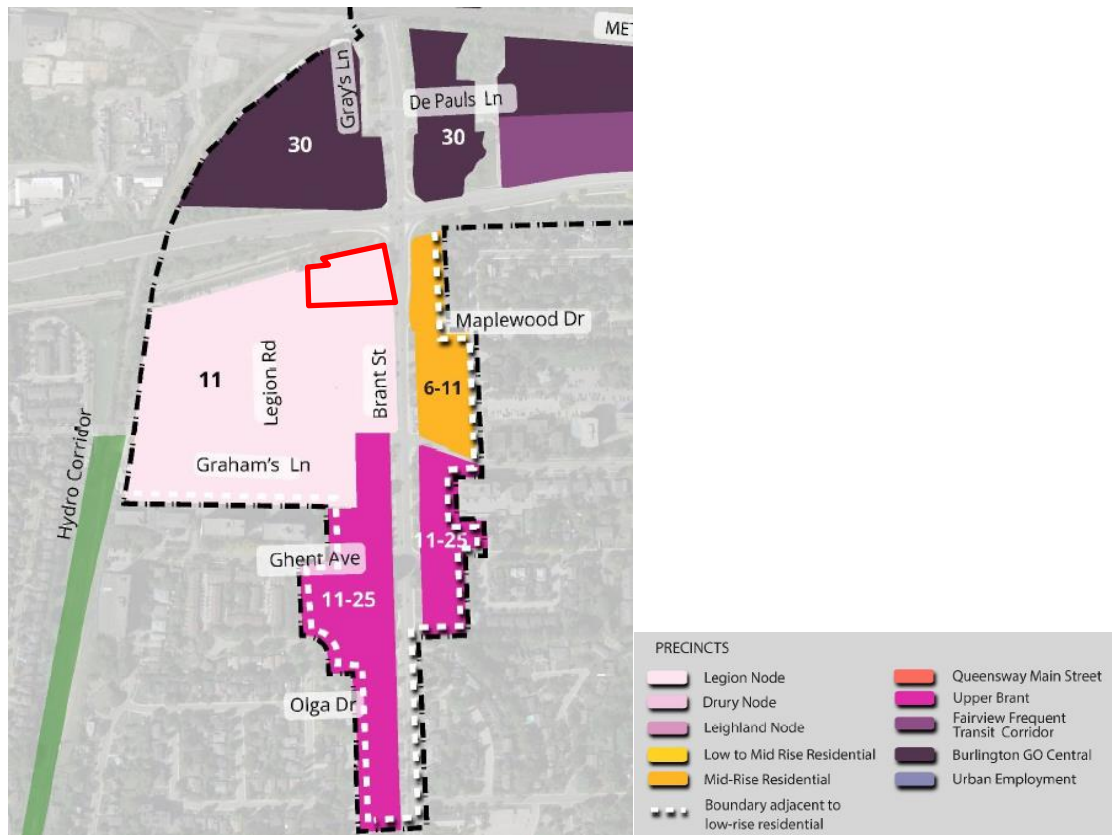 MET
Gray's Ln
De Pauls Ln
30
30
Maplewood Dr
Legion Rd
11
Brant St
6-11
Graham's Ln
Hydro Corridor
11-25
Ghent Ave
11-25
Olga Dr
PRECINCTS
Legion Node
Drury Node
Leighland Node
Low to Mid Rise Residential
Mid-Rise Residential
Boundary adjacent to
low-rise residential
Queensway Main Street
Upper Brant
Fairview Frequent
Transit Corridor
Burlington GO Central
Urban Employment